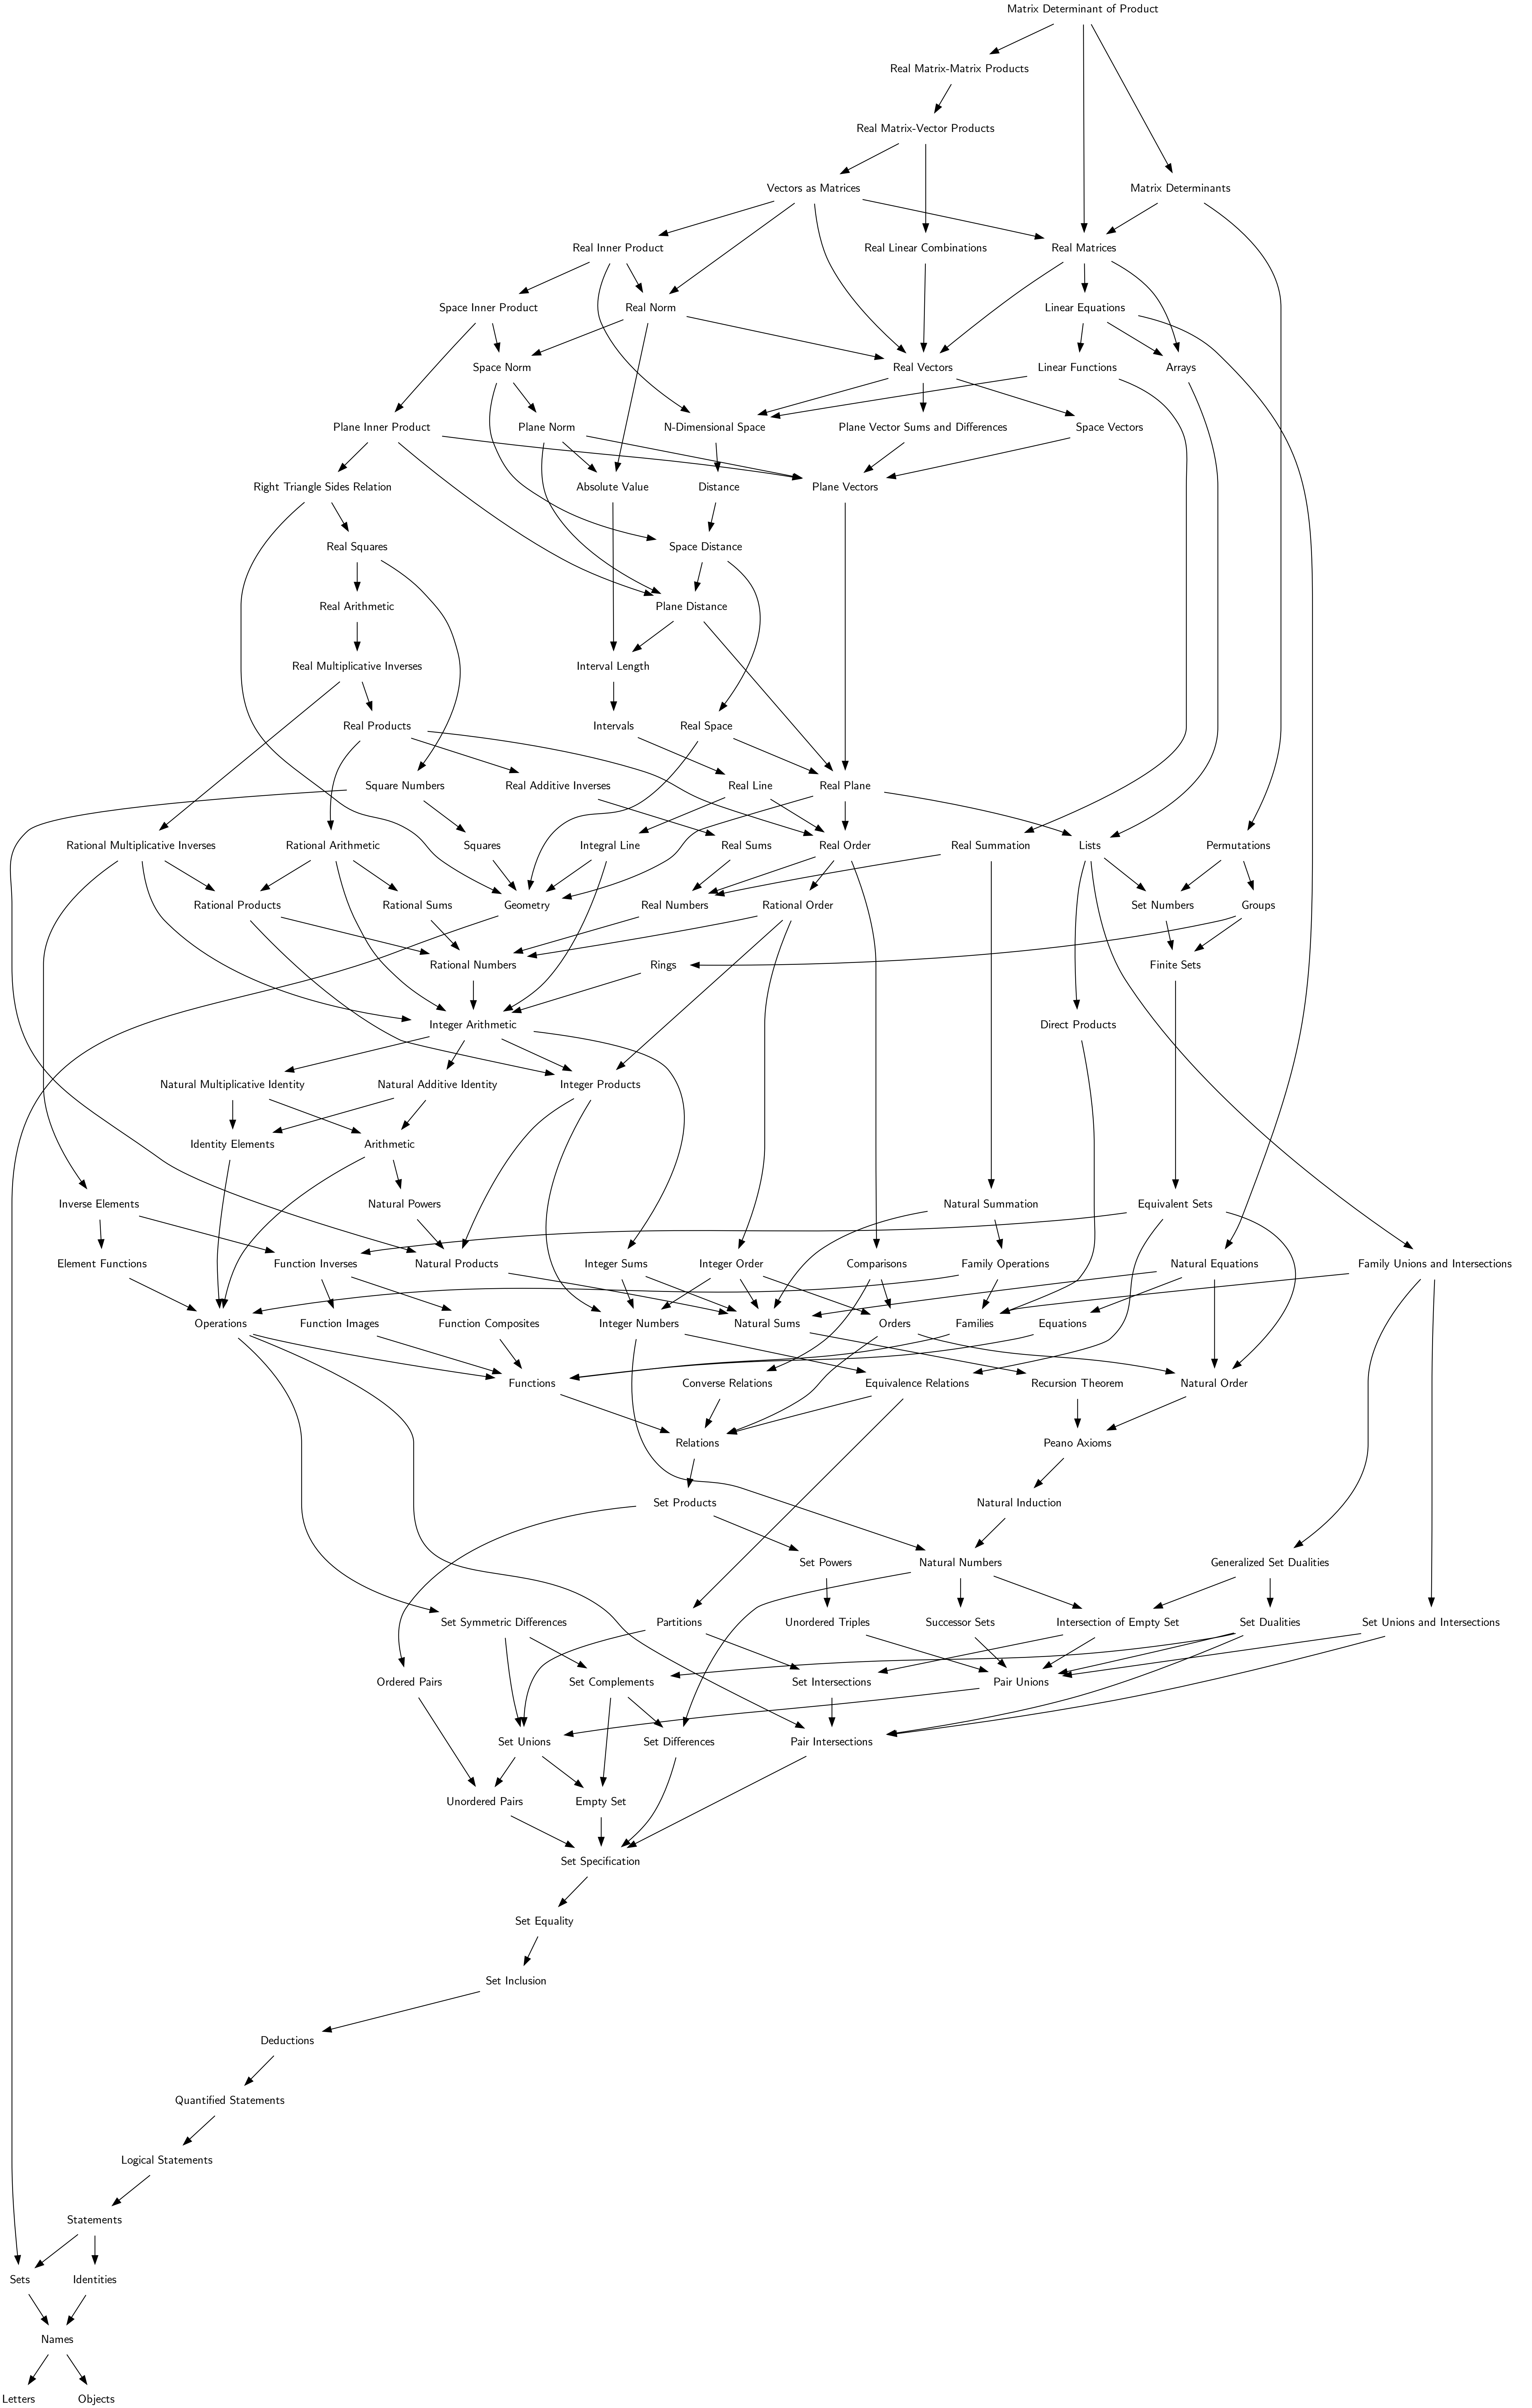 Matrix Determinant of Product
Real Matrix-Matrix Products
Real Matrix-Vector Products
Vectors as Matrices
Matrix Determinants
Real Inner Product
Real Linear Combinations
Real Matrices
Space Inner Product
Real Norm
Linear Equations
Space Norm
Real Vectors
Linear Functions
Arrays
Plane Inner Product
Plane Norm
N-Dimensional Space
Plane Vector Sums and Differences
Space Vectors
Right Triangle Sides Relation
Absolute Value
Distance
Plane Vectors
Real Squares
Space Distance
Real Arithmetic
Plane Distance
Real Multiplicative Inverses
Interval Length
Real Products
Intervals
Real Space
Square Numbers
Real Additive Inverses
Real Line
Real Plane
Rational Multiplicative Inverses
Rational Arithmetic
Squares
Integral Line
Real Sums
Real Order
Real Summation
Lists
Permutations
Rational Products
Rational Sums
Geometry
Real Numbers
Rational Order
Set Numbers
Groups
Rational Numbers
Rings
Finite Sets
Integer Arithmetic
Direct Products
Natural Multiplicative Identity
Natural Additive Identity
Integer Products
Identity Elements
Arithmetic
Inverse Elements
Natural Powers
Natural Summation
Equivalent Sets
Element Functions
Function Inverses
Natural Products
Integer Sums
Integer Order
Comparisons
Family Operations
Natural Equations
Family Unions and Intersections
Operations
Function Images
Function Composites
Integer Numbers
Natural Sums
Orders
Families
Equations
Functions
Converse Relations
Equivalence Relations
Recursion Theorem
Natural Order
Relations
Peano Axioms
Set Products
Natural Induction
Set Powers
Natural Numbers
Generalized Set Dualities
Set Symmetric Differences
Partitions
Unordered Triples
Successor Sets
Intersection of Empty Set
Set Dualities
Set Unions and Intersections
Ordered Pairs
Set Complements
Set Intersections
Pair Unions
Set Unions
Set Differences
Pair Intersections
Unordered Pairs
Empty Set
Set Specification
Set Equality
Set Inclusion
Deductions
Quantified Statements
Logical Statements
Statements
Sets
Identities
Names
Letters
Objects